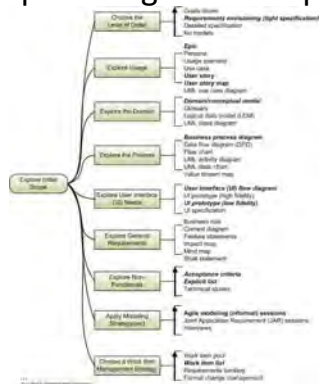 Explore Initial
Scope
Choose the
Level of Detail
Goals driven
Requirements envisioning (light specification)
Detailed specification
No models
Explore Usage
Epic
Persona
Usage scenario
Use case
User story
User story map
UML use case diagram
Explore the Domain
Domain/conceptual model
Glossary
Logical data model (LDM)
UML class diagram
Explore the Process
Business process diagram
Data flow diagram (DFD)
Flow chart
UML activity diagram
UML state chart
Value stream map
Explore User Interface
(UI) Needs
User interface (UI) flow diagram
UI prototype (high fidelity)
UI prototype (low fidelity)
UI specification
Explore General
Requirements
Business rule
Context diagram
Feature statements
Impact map
Mind map
Shall statement
Explore Non-
Functionals
Acceptance criteria
Explicit list
Technical stories
Apply Modeling
Strategy(ies)
Agile modeling (informal) sessions
Joint Application Requirement (JAR) sessions
Interviews
Choose a Work Item
Management Strategy
Work item pool
Work item list
Requirements backlog
Formal change management